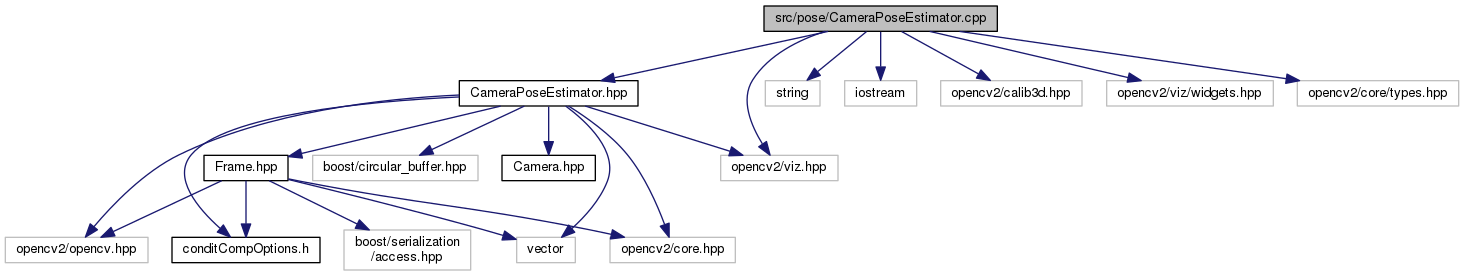 src/pose/CameraPoseEstimator.cpp
CameraPoseEstimator.hpp
string
iostream
opencv2/calib3d.hpp
opencv2/viz/widgets.hpp
opencv2/core/types.hpp
Frame.hpp
boost/circular_buffer.hpp
Camera.hpp
opencv2/viz.hpp
opencv2/opencv.hpp
conditCompOptions.h
boost/serialization
/access.hpp
vector
opencv2/core.hpp